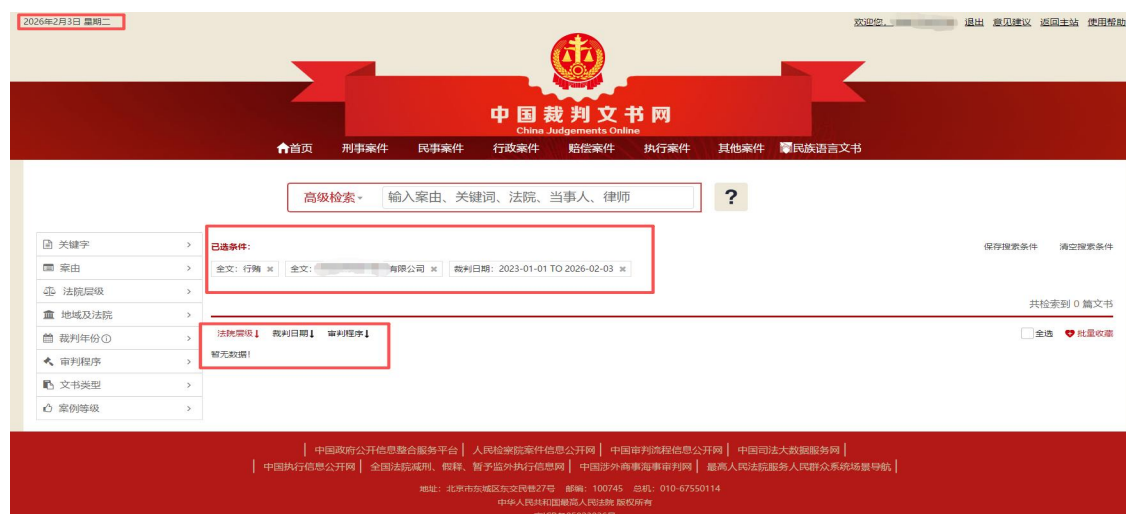 2026年2月3日 星期二
欢迎您, 退出 意见建议 返回主站 使用帮助
中国裁判文书网
China Judgements Online
首页 刑事案件 民事案件 行政案件 赔偿案件 执行案件 其他案件 民族语言文书
高级检索 输入案由、关键词、法院、当事人、律师 ?
关键字
案由
法院层级
地域及法院
裁判年份
审判程序
文书类型
案例等级
已选条件:
保存搜索条件 清空搜索条件
全文:行贿 × 全文: 有限公司 × 裁判日期:2023-01-01 TO 2026-02-03 ×
共检索到 0 篇文书
法院层级 裁判日期 审判程序
全选 批量收藏
暂无数据!
中国政府公开信息整合服务平台 | 人民检察院案件信息公开网 | 中国审判流程信息公开网 | 中国司法大数据服务网 |
中国执行信息公开网 | 全国法院减刑、假释、暂予监外执行信息网 | 中国涉外商事海事审判网 | 最高人民法院服务人民群众系统场景导航 |
地址:北京市东城区东交民巷27号 邮编:100745 总机:010-67550114
中华人民共和国最高人民法院 版权所有